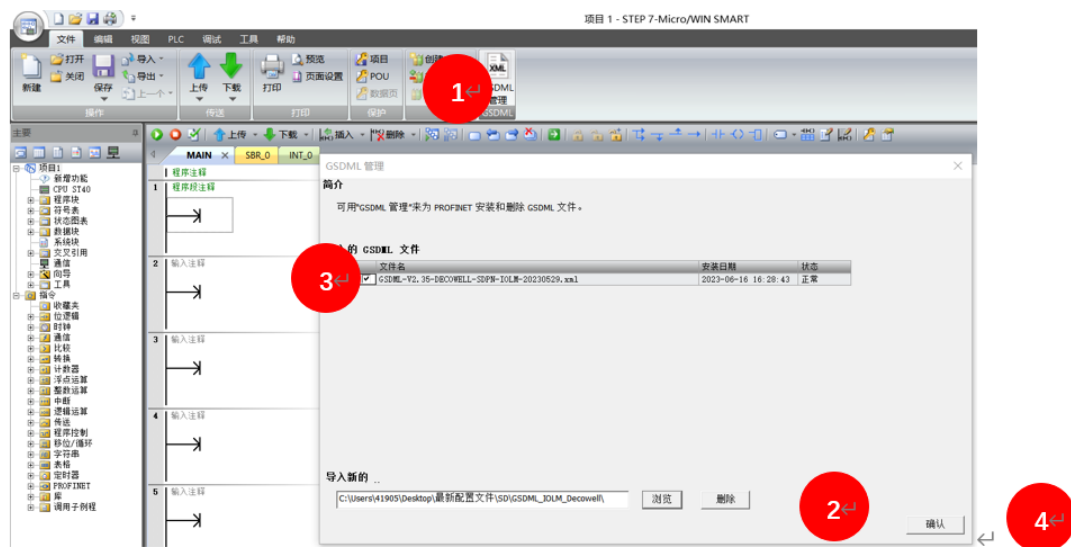 项目 1 - STEP 7-Micro/WIN SMART
文件 编辑 视图 PLC 调试 工具 帮助
新建
打开
关闭
保存
导入
导出
上一个
操作
上传
下载
传送
打印
预览
页面设置
打印
项目
POU
数据页
保护
创建
1
XML
GSDML
管理
GSDML
主要
上传 下载 插入 删除
MAIN × SBR_0 INT_0
项目1
新增功能
CPU ST40
程序块
符号表
状态图表
数据块
系统块
交叉引用
通信
向导
工具
指令
收藏夹
位逻辑
时钟
通信
比较
转换
计数器
浮点运算
整数运算
中断
逻辑运算
传送
程序控制
移位/循环
字符串
表格
定时器
PROFINET
库
调用子例程
程序注释
1 程序段注释
2 输入注释
3 输入注释
4 输入注释
5 输入注释
GSDML 管理
简介
可用"GSDML 管理"来为 PROFINET 安装和删除 GSDML 文件。
的 GSDML 文件
文件名 安装日期 状态
3
GSDML-V2.35-DECOWELL-SDPN-IOLM-20230529.xml 2023-06-16 16:28:43 正常
导入新的 ..
C:\Users\41905\Desktop\最新配置文件\SD\GSDML_IOLM_Decowell\ 浏览 删除
2
确认
4